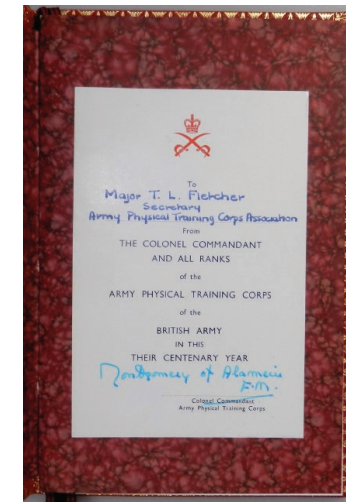 To
Major T. L. Fletcher
Secretary
Army Physical Training Corps Association
From
THE COLONEL COMMANDANT
AND ALL RANKS
of the
ARMY PHYSICAL TRAINING CORPS
of the
BRITISH ARMY
IN THIS
THEIR CENTENARY YEAR
Montgomery of Alamein
F.M.
Colonel Commandant
Army Physical Training Corps